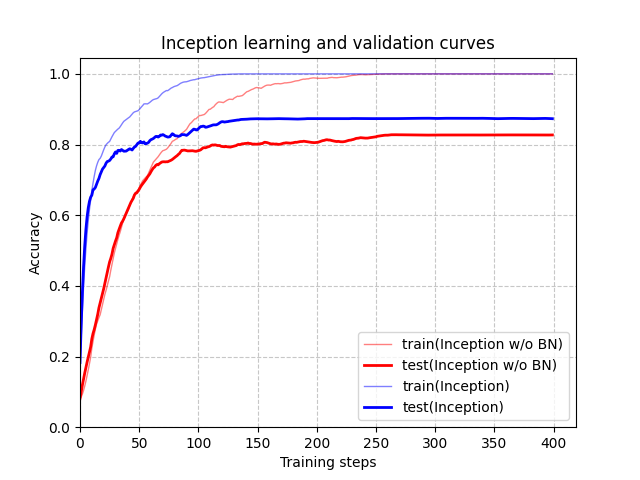 Inception learning and validation curves
1.0
0.8
0.6
0.4
0.2
0.0
Accuracy
train(Inception w/o BN)
test(Inception w/o BN)
train(Inception)
test(Inception)
0 50 100 150 200 250 300 350 400
Training steps